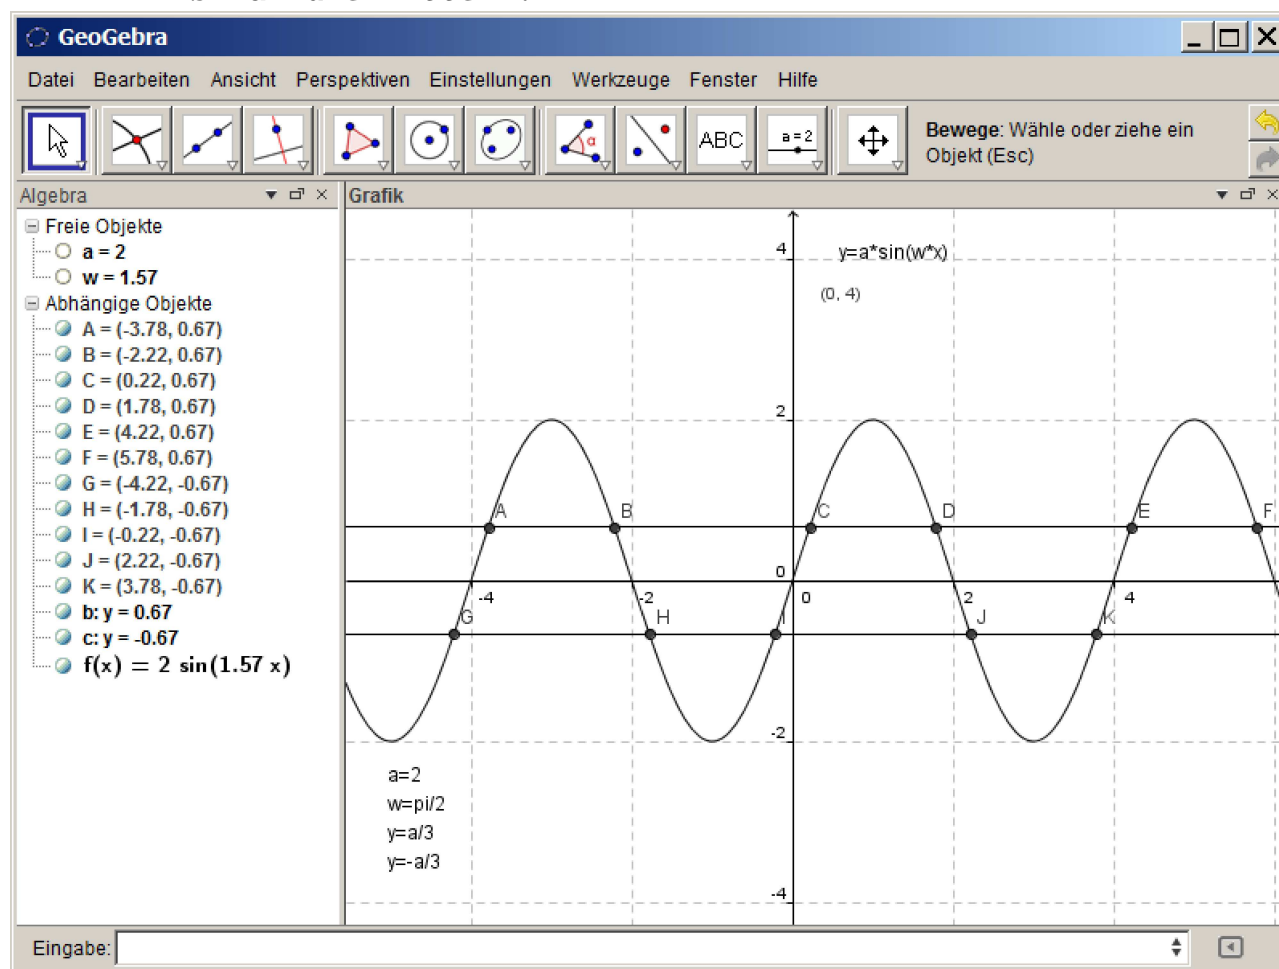 GeoGebra
Datei Bearbeiten Ansicht Perspektiven Einstellungen Werkzeuge Fenster Hilfe
ABC
a=2
α
Bewege: Wähle oder ziehe ein
Objekt (Esc)
Algebra
Grafik
Freie Objekte
a = 2
w = 1.57
Abhängige Objekte
A = (-3.78, 0.67)
B = (-2.22, 0.67)
C = (0.22, 0.67)
D = (1.78, 0.67)
E = (4.22, 0.67)
F = (5.78, 0.67)
G = (-4.22, -0.67)
H = (-1.78, -0.67)
I = (-0.22, -0.67)
J = (2.22, -0.67)
K = (3.78, -0.67)
b: y = 0.67
c: y = -0.67
f(x) = 2 sin(1.57 x)
4
y=a*sin(w*x)
(0, 4)
2
A B C D E F
0
-4 -2 0 2 4
G H I J K
-2
a=2
w=pi/2
y=a/3
y=-a/3
-4
Eingabe: